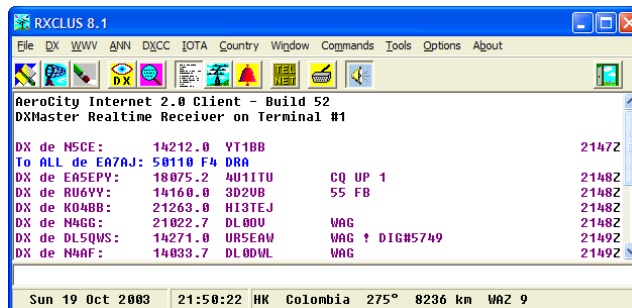 RXCLUS 8.1
File DX WWV ANN DXCC IOTA Country Window Commands Tools Options About
DX TEL NET
AeroCity Internet 2.0 Client - Build 52
DXMaster Realtime Receiver on Terminal #1
DX de N5CE: 14212.0 YT1BB 2147Z
To ALL de EA7AJ: 50110 F4 DRA
DX de EA5EPY: 18075.2 4U1ITU CQ UP 1 2148Z
DX de RU6YY: 14160.0 3D2VB 55 FB 2148Z
DX de KO4BB: 21263.0 HI3TEJ 2148Z
DX de N4GG: 21022.7 DL0OV WAG 2148Z
DX de DL5QWS: 14271.0 UR5EAW WAG ! DIG#5749 2149Z
DX de N4AF: 14033.7 DL0DWL WAG 2149Z
Sun 19 Oct 2003 21:50:22 HK Colombia 275° 8236 km WAZ 9